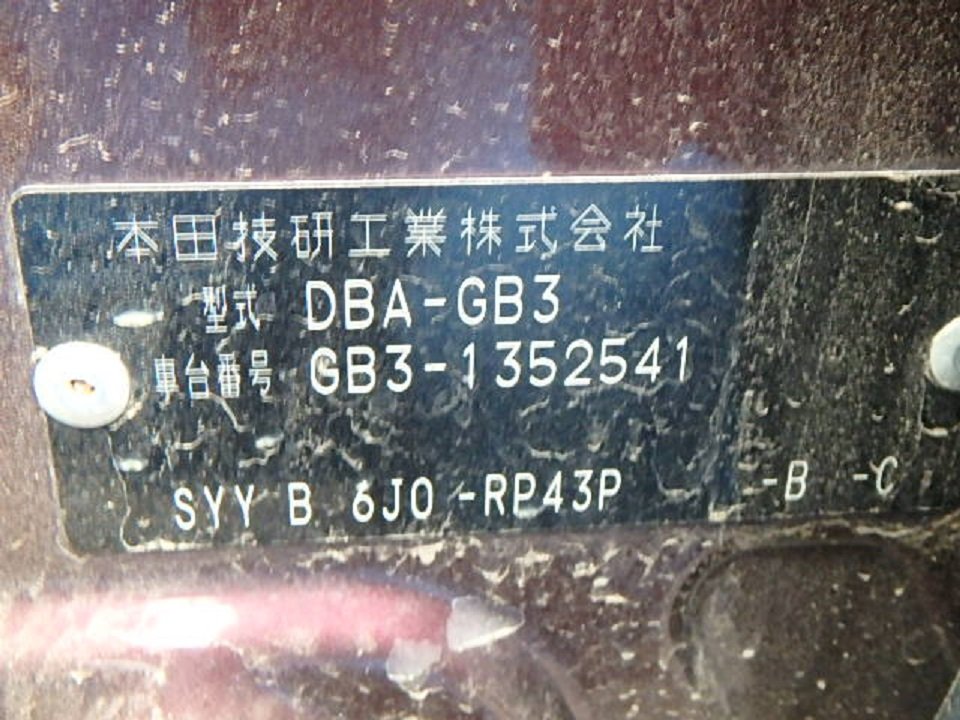 本田技研工業株式会社
型式 DBA-GB3
車台番号 GB3-1352541
SYY B 6J0 -RP43P -B -C